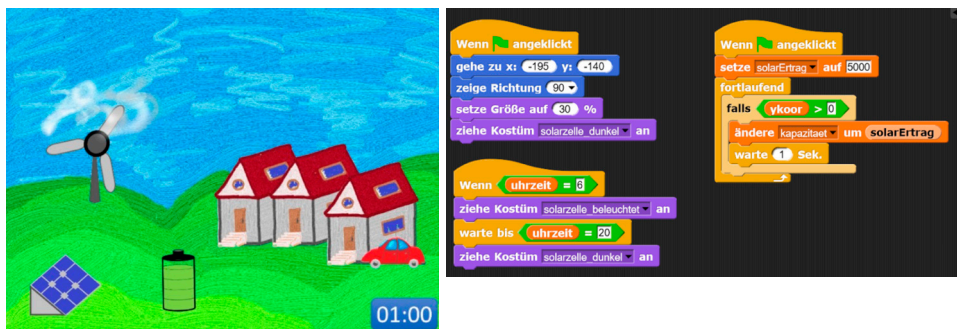 01:00
Wenn angeklickt
gehe zu x: -195 y: -140
zeige Richtung 90
setze Größe auf 30 %
ziehe Kostüm solarzelle_dunkel an
Wenn uhrzeit = 6
ziehe Kostüm solarzelle_beleuchtet an
warte bis uhrzeit = 20
ziehe Kostüm solarzelle_dunkel an
Wenn angeklickt
setze solarErtrag auf 5000
fortlaufend
falls ykoor > 0
ändere kapazitaet um solarErtrag
warte 1 Sek.